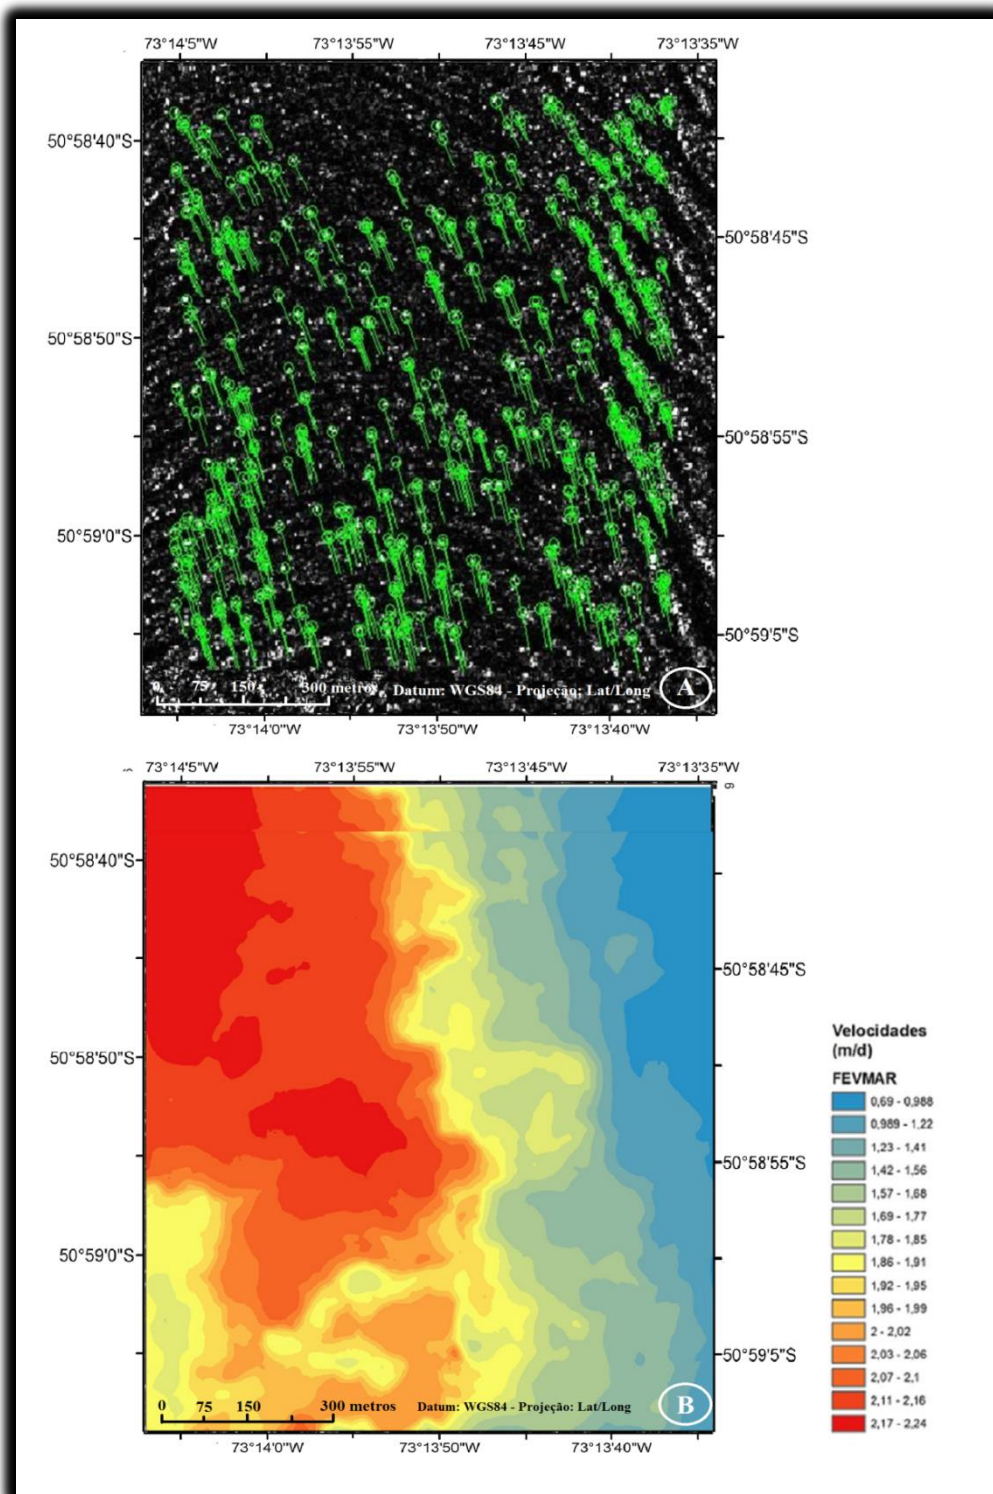 73°14'5"W 73°13'55"W 73°13'45"W 73°13'35"W
50°58'40"S
50°58'45"S
50°58'50"S
50°58'55"S
50°59'0"S
50°59'5"S
0 75 150 300 metros Datum: WGS84 - Projeção: Lat/Long A
73°14'0"W 73°13'50"W 73°13'40"W
73°14'5"W 73°13'55"W 73°13'45"W 73°13'35"W
50°58'40"S
50°58'45"S
50°58'50"S
50°58'55"S
50°59'0"S
50°59'5"S
0 75 150 300 metros Datum: WGS84 - Projeção: Lat/Long B
73°14'0"W 73°13'50"W 73°13'40"W
Velocidades
(m/d)
FEVMAR
0,69 - 0,988
0,989 - 1,22
1,23 - 1,41
1,42 - 1,56
1,57 - 1,68
1,69 - 1,77
1,78 - 1,85
1,86 - 1,91
1,92 - 1,95
1,96 - 1,99
2 - 2,02
2,03 - 2,06
2,07 - 2,1
2,11 - 2,16
2,17 - 2,24